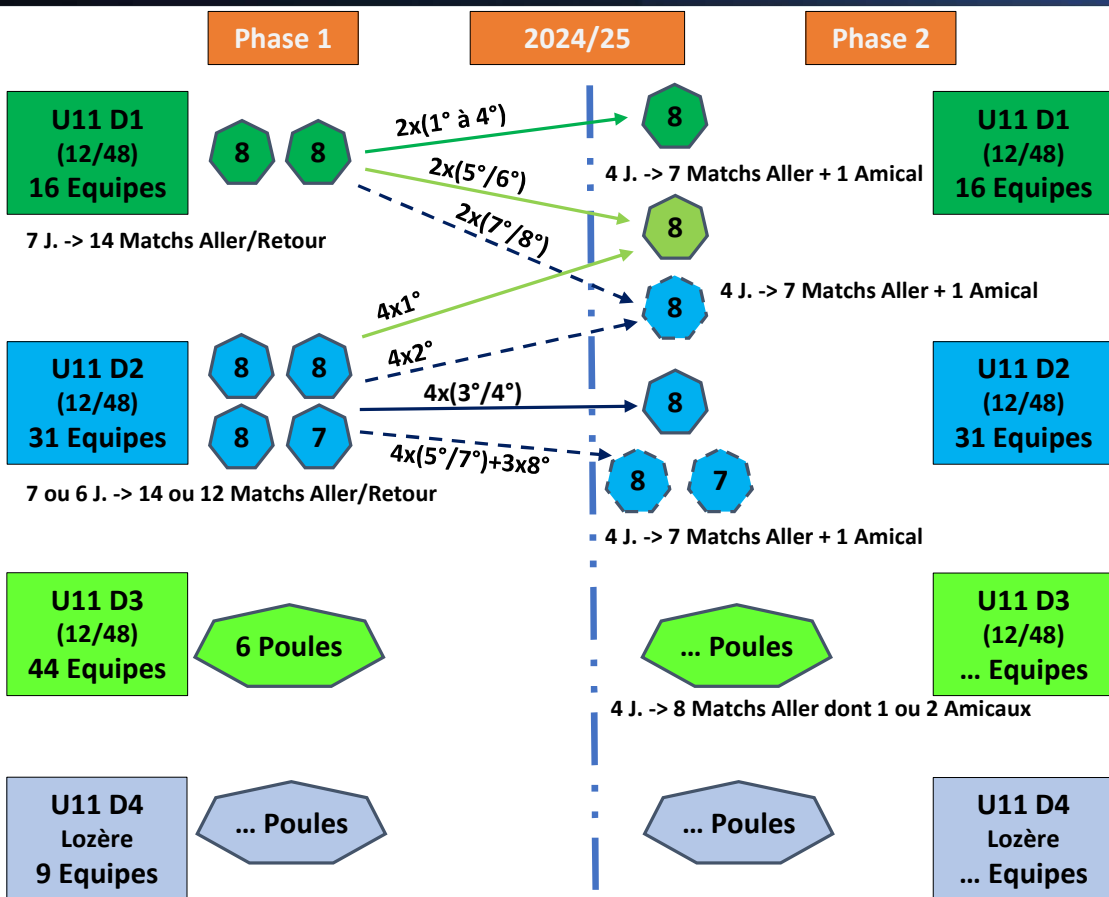 Phase 1
2024/25
Phase 2
U11 D1
(12/48)
16 Equipes
8
8
2x(1° à 4°)
2x(5°/6°)
2x(7°/8°)
8
4 J. -> 7 Matchs Aller + 1 Amical
U11 D1
(12/48)
16 Equipes
7 J. -> 14 Matchs Aller/Retour
8
8
4 J. -> 7 Matchs Aller + 1 Amical
U11 D2
(12/48)
31 Equipes
8
8
8
7
4x1°
4x2°
4x(3°/4°)
4x(5°/7°)+3x8°
8
8
7
U11 D2
(12/48)
31 Equipes
7 ou 6 J. -> 14 ou 12 Matchs Aller/Retour
4 J. -> 7 Matchs Aller + 1 Amical
U11 D3
(12/48)
44 Equipes
6 Poules
... Poules
U11 D3
(12/48)
... Equipes
4 J. -> 8 Matchs Aller dont 1 ou 2 Amicaux
U11 D4
Lozère
9 Equipes
... Poules
... Poules
U11 D4
Lozère
... Equipes